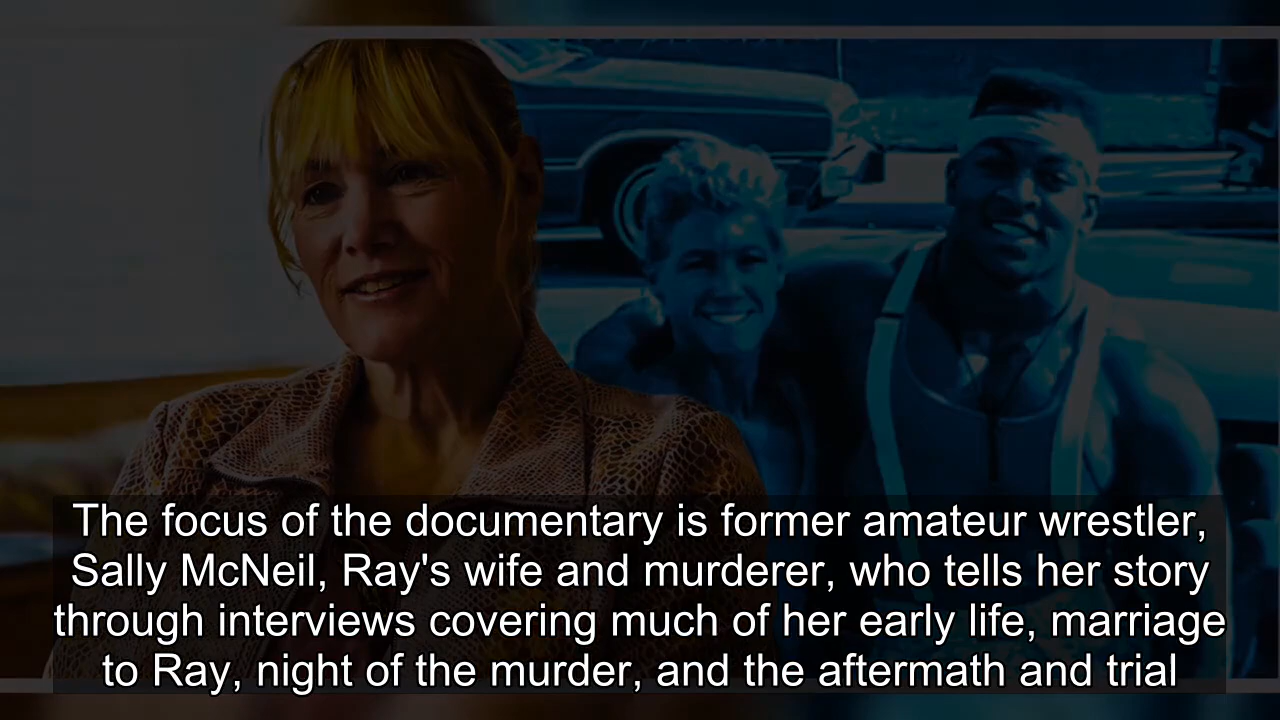 The focus of the documentary is former amateur wrestler,
Sally McNeil, Ray's wife and murderer, who tells her story
through interviews covering much of her early life, marriage
to Ray, night of the murder, and the aftermath and trial